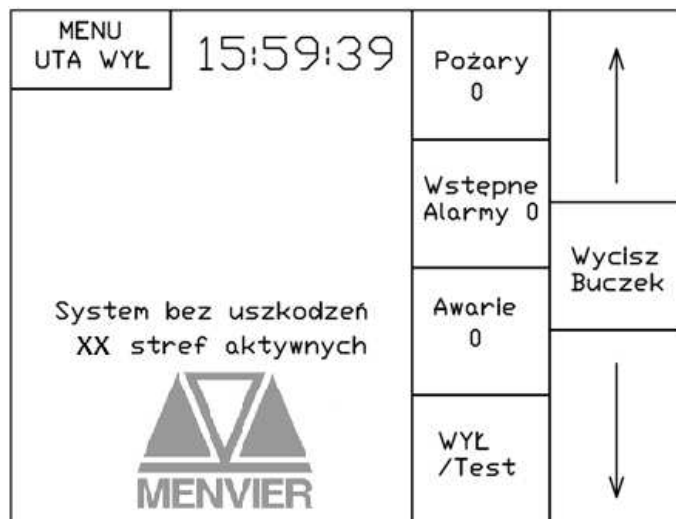 MENU
UTA WYŁ
15:59:39
Pożary
0
Wstępne
Alarmy 0
Wycisz
Buczek
Awarie
0
System bez uszkodzeń
XX stref aktywnych
WYŁ
/Test
MENVIER